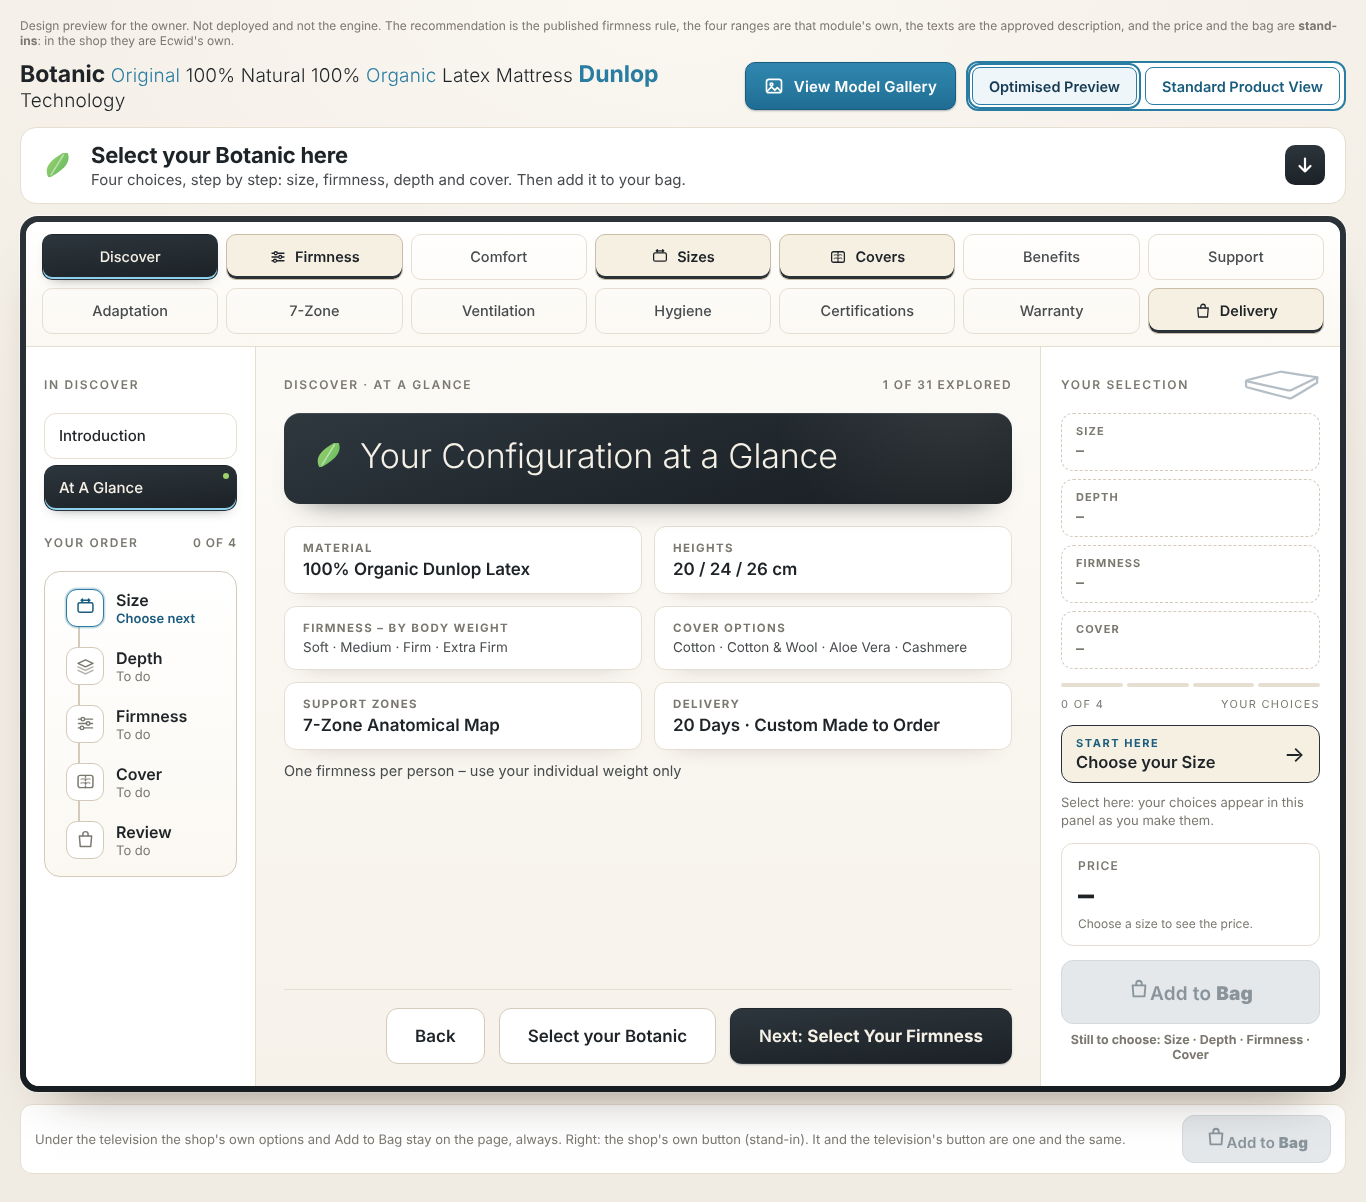 Design preview for the owner. Not deployed and not the engine. The recommendation is the published firmness rule, the four ranges are that module's own, the texts are the approved description, and the price and the bag are stand-
ins: in the shop they are Ecwid's own.
Botanic Original 100% Natural 100% Organic Latex Mattress Dunlop
Technology
View Model Gallery
Optimised Preview
Standard Product View
Select your Botanic here
Four choices, step by step: size, firmness, depth and cover. Then add it to your bag.
Discover
Firmness
Comfort
Sizes
Covers
Benefits
Support
Adaptation
7-Zone
Ventilation
Hygiene
Certifications
Warranty
Delivery
IN DISCOVER
Introduction
At A Glance
YOUR ORDER
0 OF 4
Size
Choose next
Depth
To do
Firmness
To do
Cover
To do
Review
To do
DISCOVER · AT A GLANCE
1 OF 31 EXPLORED
Your Configuration at a Glance
MATERIAL
100% Organic Dunlop Latex
HEIGHTS
20 / 24 / 26 cm
FIRMNESS – BY BODY WEIGHT
Soft · Medium · Firm · Extra Firm
COVER OPTIONS
Cotton · Cotton & Wool · Aloe Vera · Cashmere
SUPPORT ZONES
7-Zone Anatomical Map
DELIVERY
20 Days · Custom Made to Order
One firmness per person – use your individual weight only
Back
Select your Botanic
Next: Select Your Firmness
YOUR SELECTION
SIZE
–
DEPTH
–
FIRMNESS
–
COVER
–
0 OF 4
YOUR CHOICES
START HERE
Choose your Size
Select here: your choices appear in this
panel as you make them.
PRICE
–
Choose a size to see the price.
Add to Bag
Still to choose: Size · Depth · Firmness ·
Cover
Under the television the shop's own options and Add to Bag stay on the page, always. Right: the shop's own button (stand-in). It and the television's button are one and the same.
Add to Bag